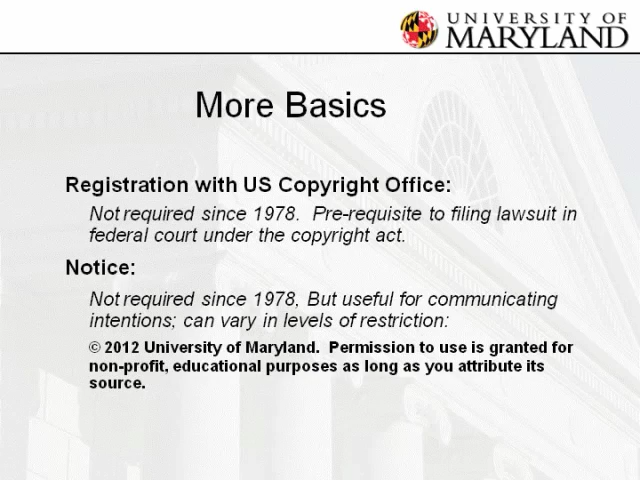 UNIVERSITY OF
MARYLAND
More Basics
Registration with US Copyright Office:
Not required since 1978.  Pre-requisite to filing lawsuit in
federal court under the copyright act.
Notice:
Not required since 1978, But useful for communicating
intentions; can vary in levels of restriction:
© 2012 University of Maryland.  Permission to use is granted for
non-profit, educational purposes as long as you attribute its
source.